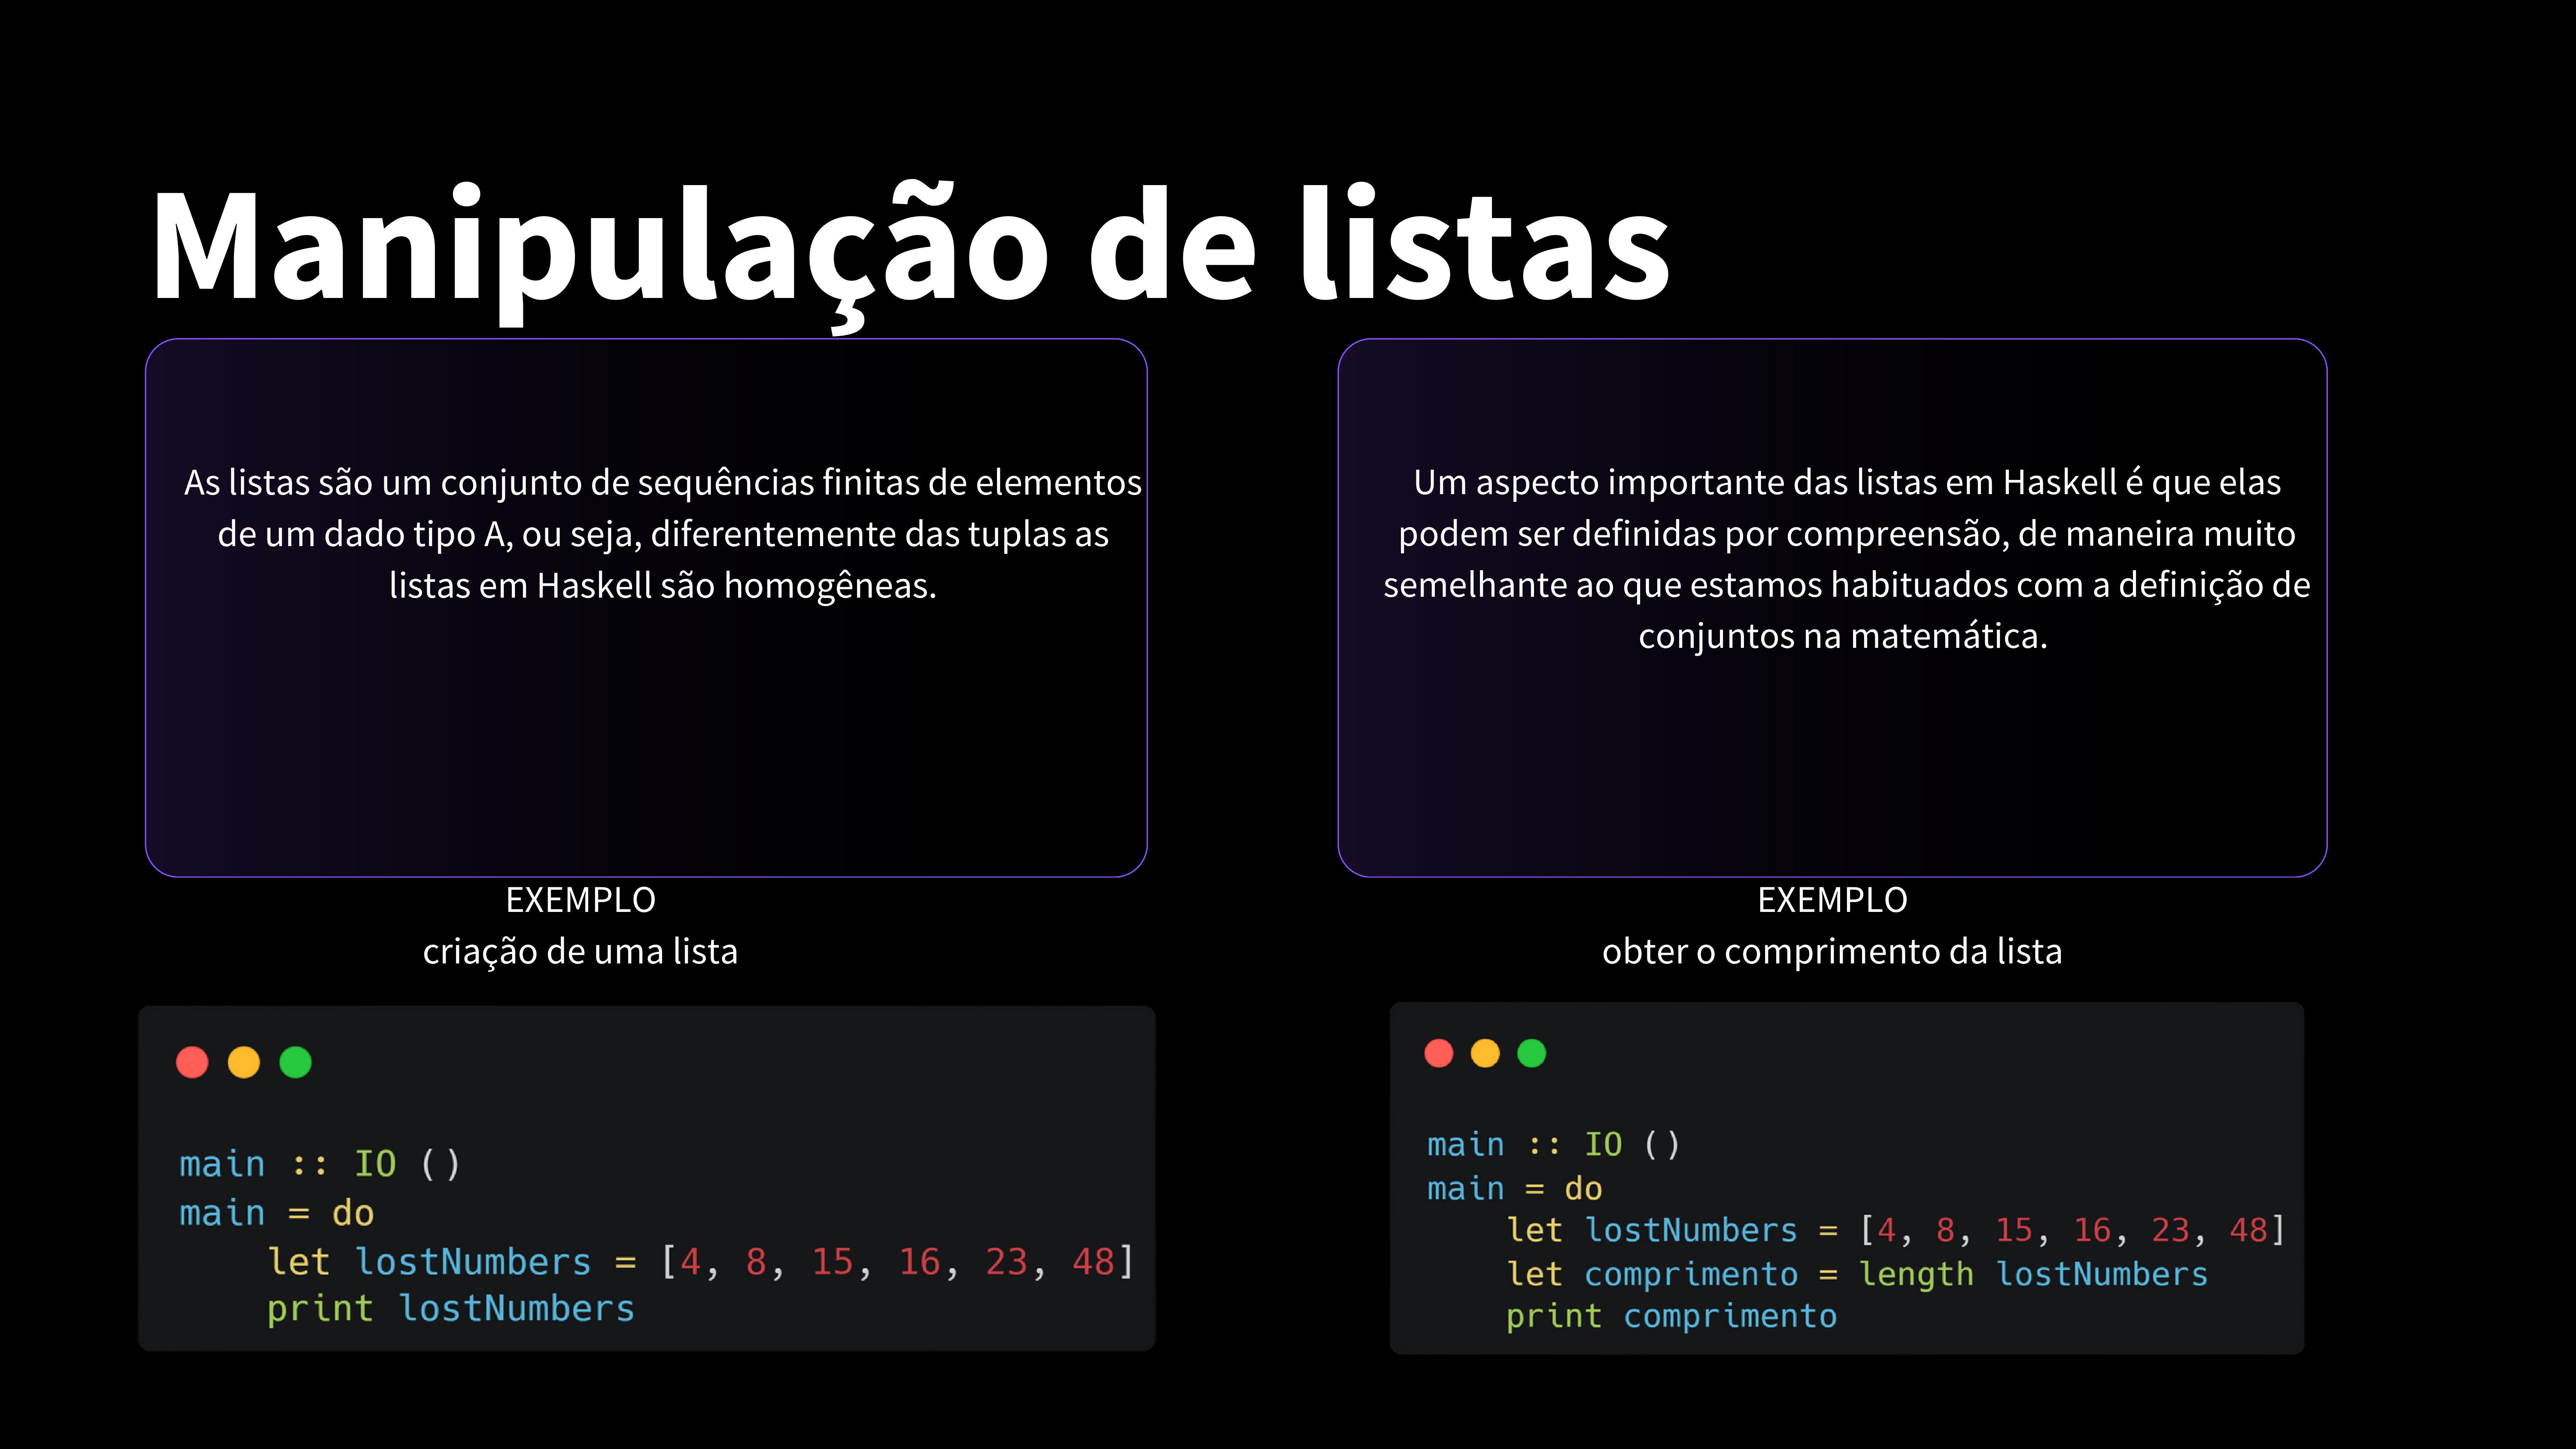 Manipulação de listas
As listas são um conjunto de sequências finitas de elementos
de um dado tipo A, ou seja, diferentemente das tuplas as
listas em Haskell são homogêneas.
EXEMPLO
criação de uma lista
main :: IO ()
main = do
    let lostNumbers = [4, 8, 15, 16, 23, 48]
    print lostNumbers
Um aspecto importante das listas em Haskell é que elas
podem ser definidas por compreensão, de maneira muito
semelhante ao que estamos habituados com a definição de
conjuntos na matemática.
EXEMPLO
obter o comprimento da lista
main :: IO ()
main = do
    let lostNumbers = [4, 8, 15, 16, 23, 48]
    let comprimento = length lostNumbers
    print comprimento